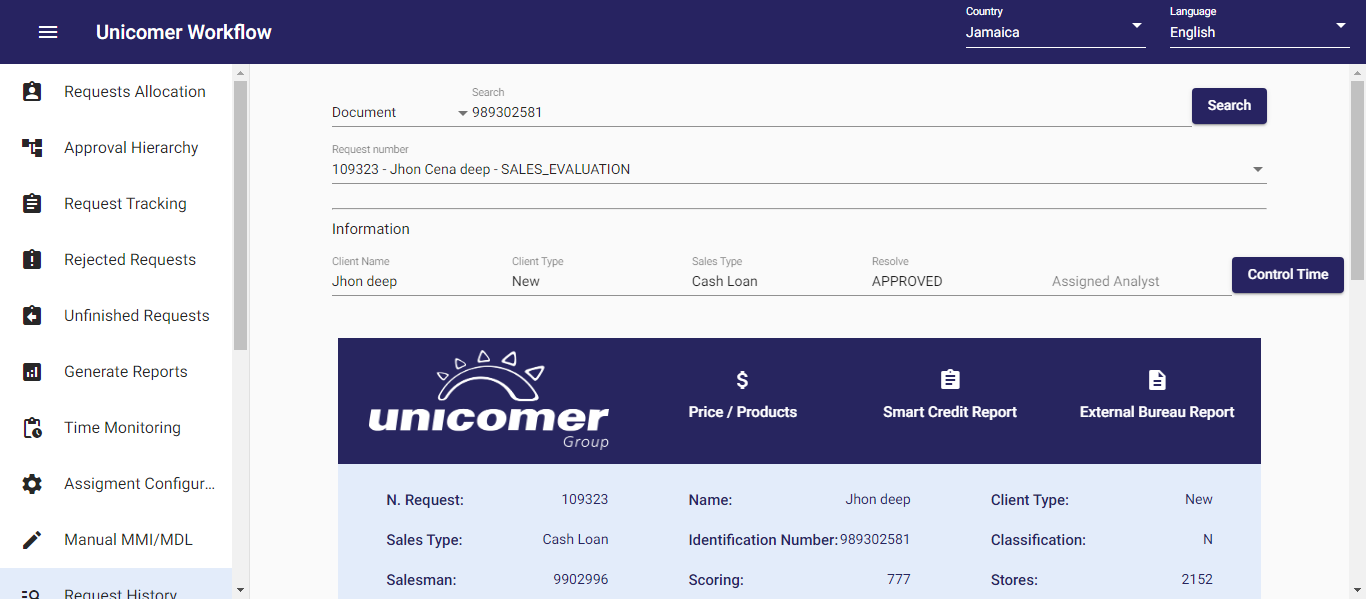 Unicomer Workflow
Country
Jamaica
Language
English
Requests Allocation
Approval Hierarchy
Request Tracking
Rejected Requests
Unfinished Requests
Generate Reports
Time Monitoring
Assigment Configur...
Manual MMI/MDL
Request History
Search
Document 989302581
Search
Request number
109323 - Jhon Cena deep - SALES_EVALUATION
Information
Client Name Client Type Sales Type Resolve
Jhon deep New Cash Loan APPROVED Assigned Analyst
Control Time
unicomer
Group
Price / Products Smart Credit Report External Bureau Report
N. Request: 109323 Name: Jhon deep Client Type: New
Sales Type: Cash Loan Identification Number: 989302581 Classification: N
Salesman: 9902996 Scoring: 777 Stores: 2152